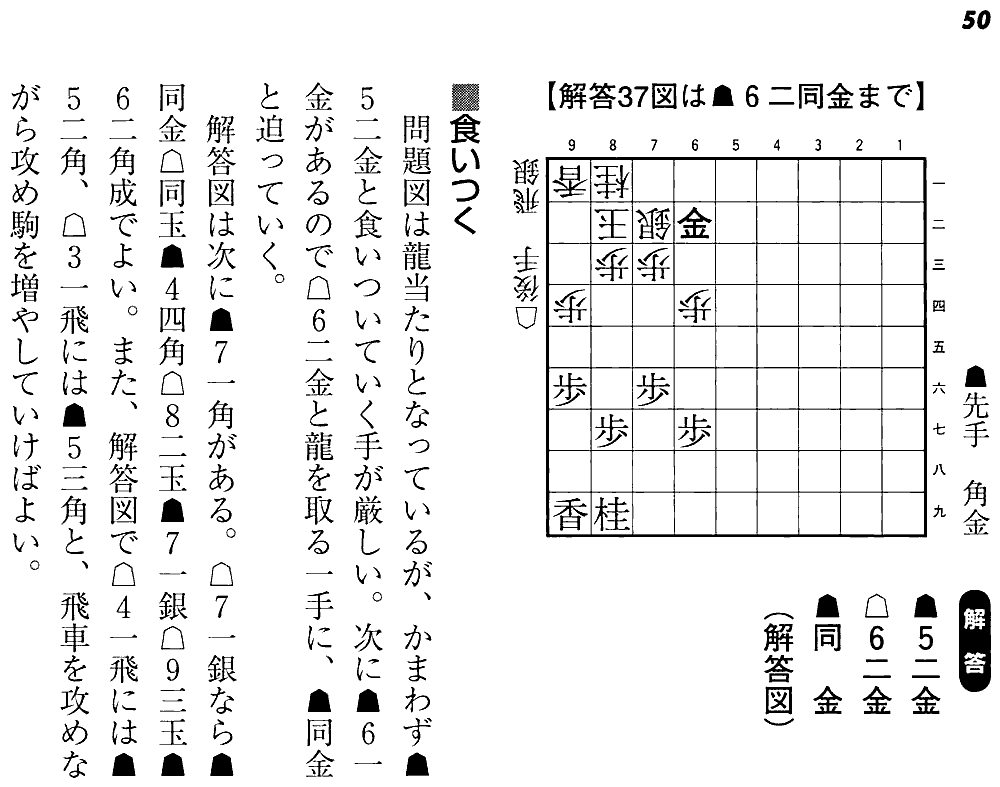 50
【解答37図は☗６二同金まで】
9 8 7 6 5 4 3 2 1
香 桂 一
王 銀 金 二
歩 歩 三
歩 歩 四
五
歩 歩 六
歩 歩 七
八
香 桂 九
☖後手 飛銀
☗先手 角金
解答
☗５二金
☖６二金
☗同 金
（解答図）
■食いつく
問題図は龍当たりとなっているが、かまわず☗
５二金と食いついていく手が厳しい。次に☗６一
金があるので☖６二金と龍を取る一手に、☗同金
と迫っていく。
解答図は次に☗７一角がある。☖７一銀なら☗
同金☖同玉☗４四角☖８二玉☗７一銀☖９三玉☗
６二角成でよい。また、解答図で☖４一飛には☗
５二角、☖３一飛には☗５三角と、飛車を攻めな
がら攻め駒を増やしていけばよい。